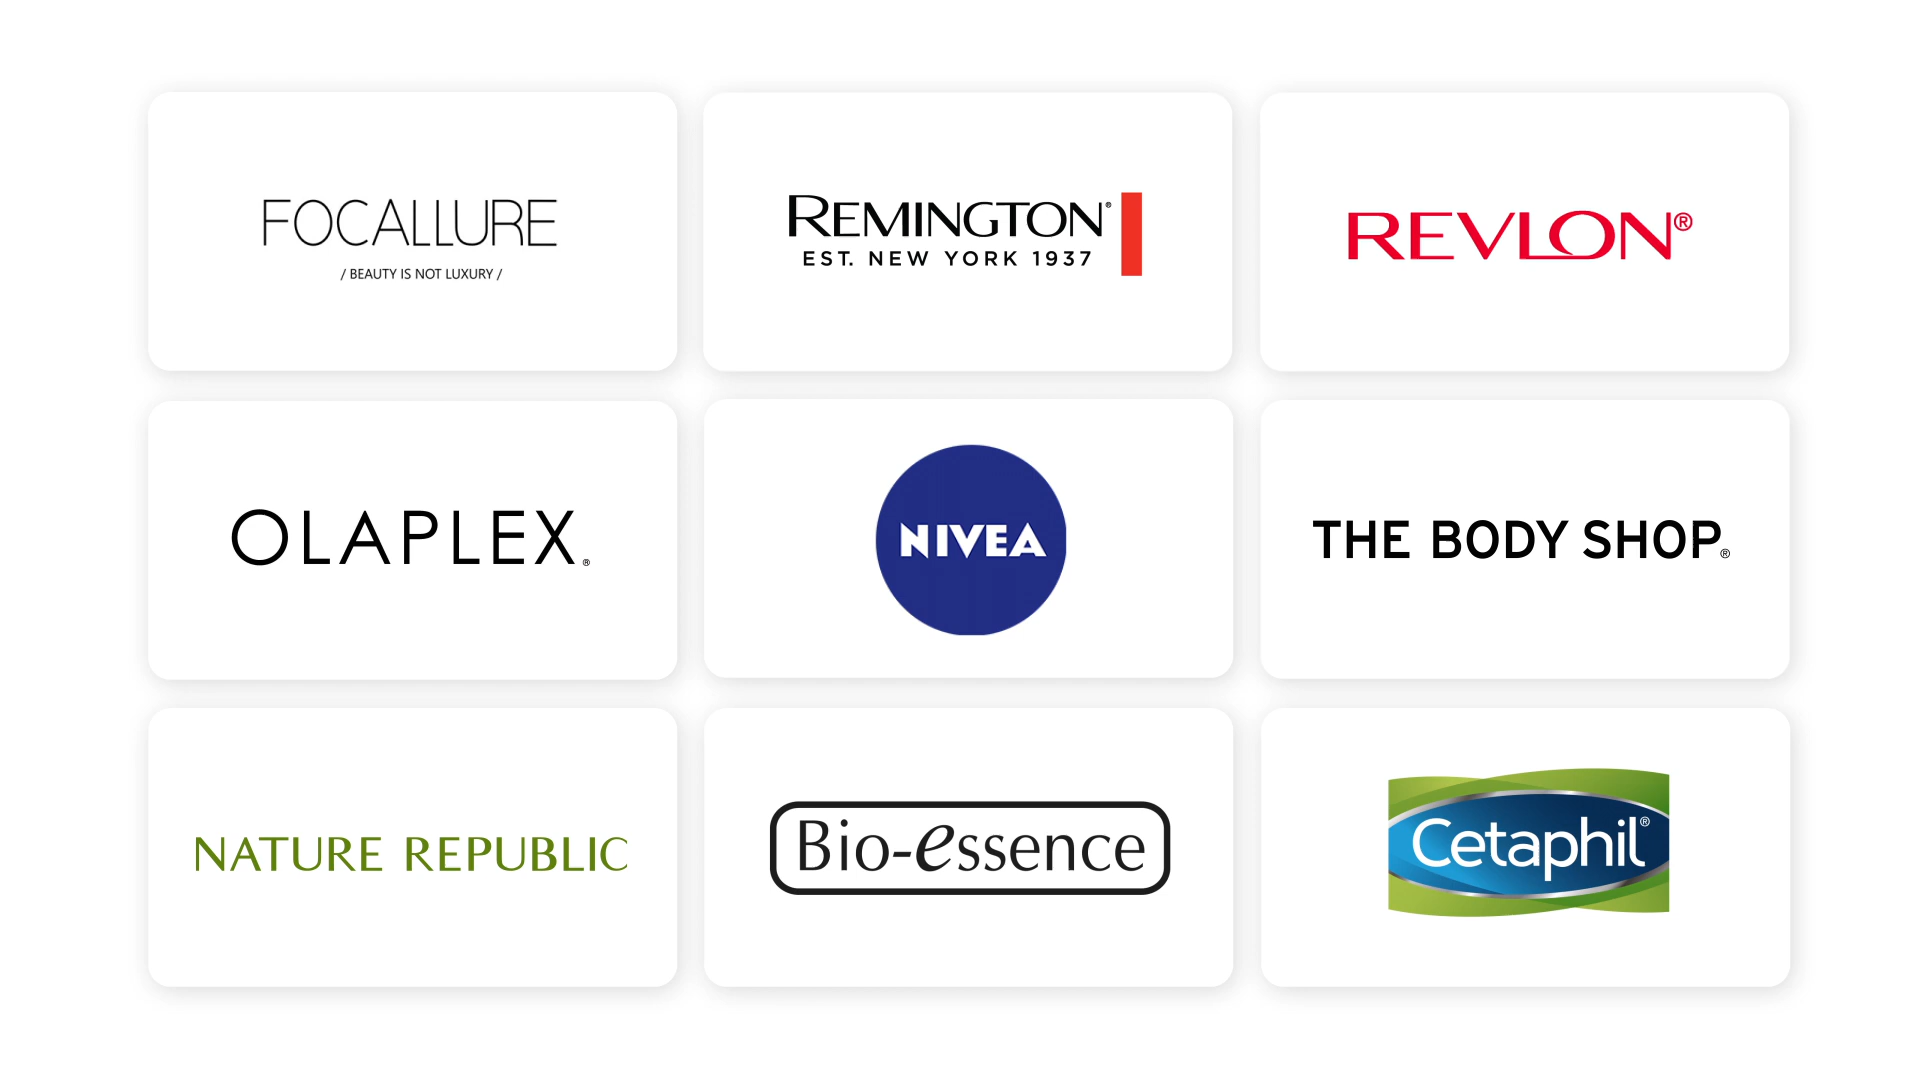 FOCALLURE
/ BEAUTY IS NOT LUXURY /
REMINGTON®
EST. NEW YORK 1937
REVLON®
OLAPLEX®
NIVEA
THE BODY SHOP®
NATURE REPUBLIC
Bio-essence
Cetaphil®